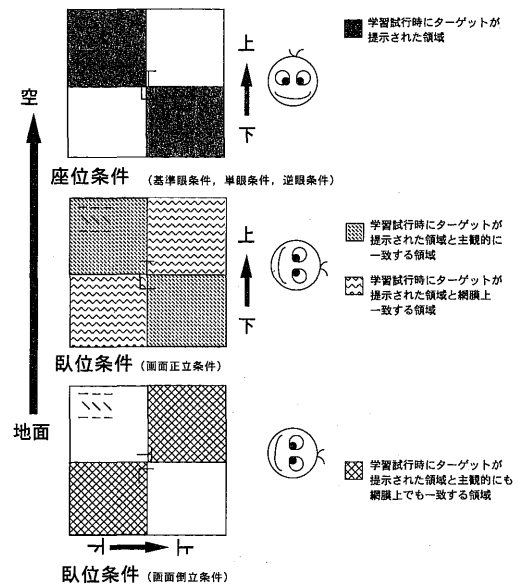 学習試行時にターゲットが
提示された領域
上
下
空
座位条件 (基準眼条件, 単眼条件, 逆眼条件)
上
下
学習試行時にターゲットが
提示された領域と主観的に
一致する領域
学習試行時にターゲットが
提示された領域と網膜上
一致する領域
臥位条件 (画面正立条件)
地面
学習試行時にターゲットが
提示された領域と主観的にも
網膜上でも一致する領域
下 上
臥位条件 (画面倒立条件)